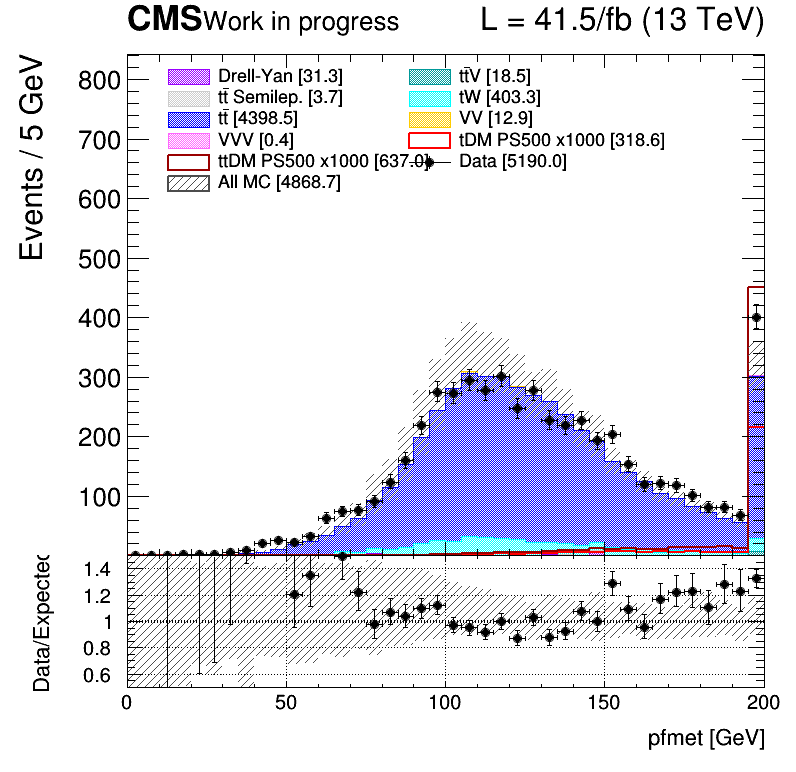 CMS Work in progress L = 41.5/fb (13 TeV)
Events / 5 GeV
800
700
600
500
400
300
200
100
Drell-Yan [31.3]
tt̄V [18.5]
tt̄ Semilep. [3.7]
tW [403.3]
tt̄ [4398.5]
VV [12.9]
VVV [0.4]
tDM PS500 x1000 [318.6]
ttDM PS500 x1000 [637.0]
Data [5190.0]
All MC [4868.7]
Data/Expected
1.4
1.2
1
0.8
0.6
0 50 100 150 200
pfmet [GeV]